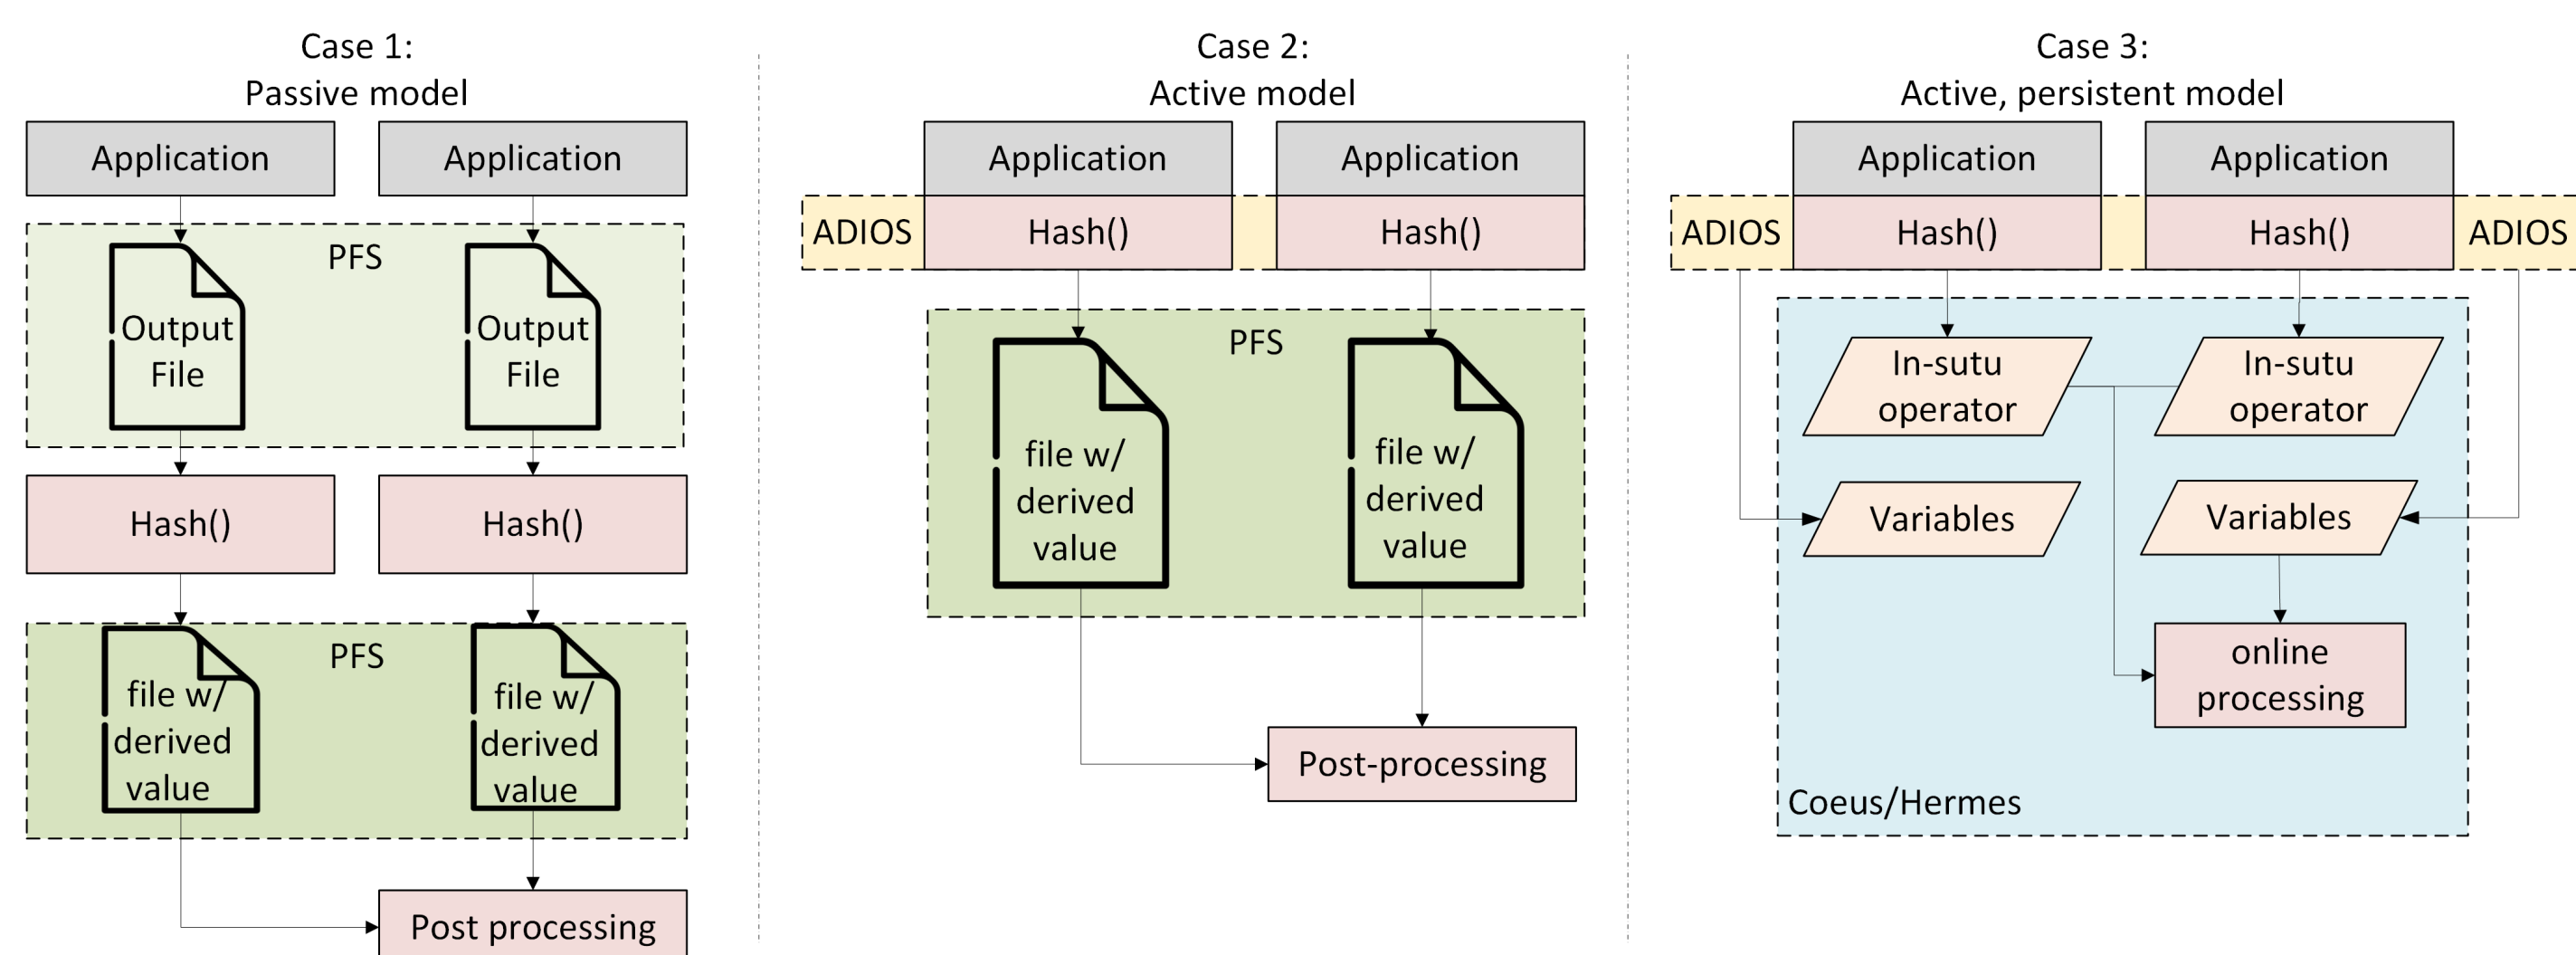 Case 1:
Passive model
Application
Application
PFS
Output
File
Output
File
Hash()
Hash()
PFS
file w/
derived
value
file w/
derived
value
Post processing
Case 2:
Active model
Application
Application
ADIOS
Hash()
Hash()
PFS
file w/
derived
value
file w/
derived
value
Post-processing
Case 3:
Active, persistent model
Application
Application
ADIOS
Hash()
Hash()
ADIOS
In-sutu
operator
In-sutu
operator
Variables
Variables
online
processing
Coeus/Hermes